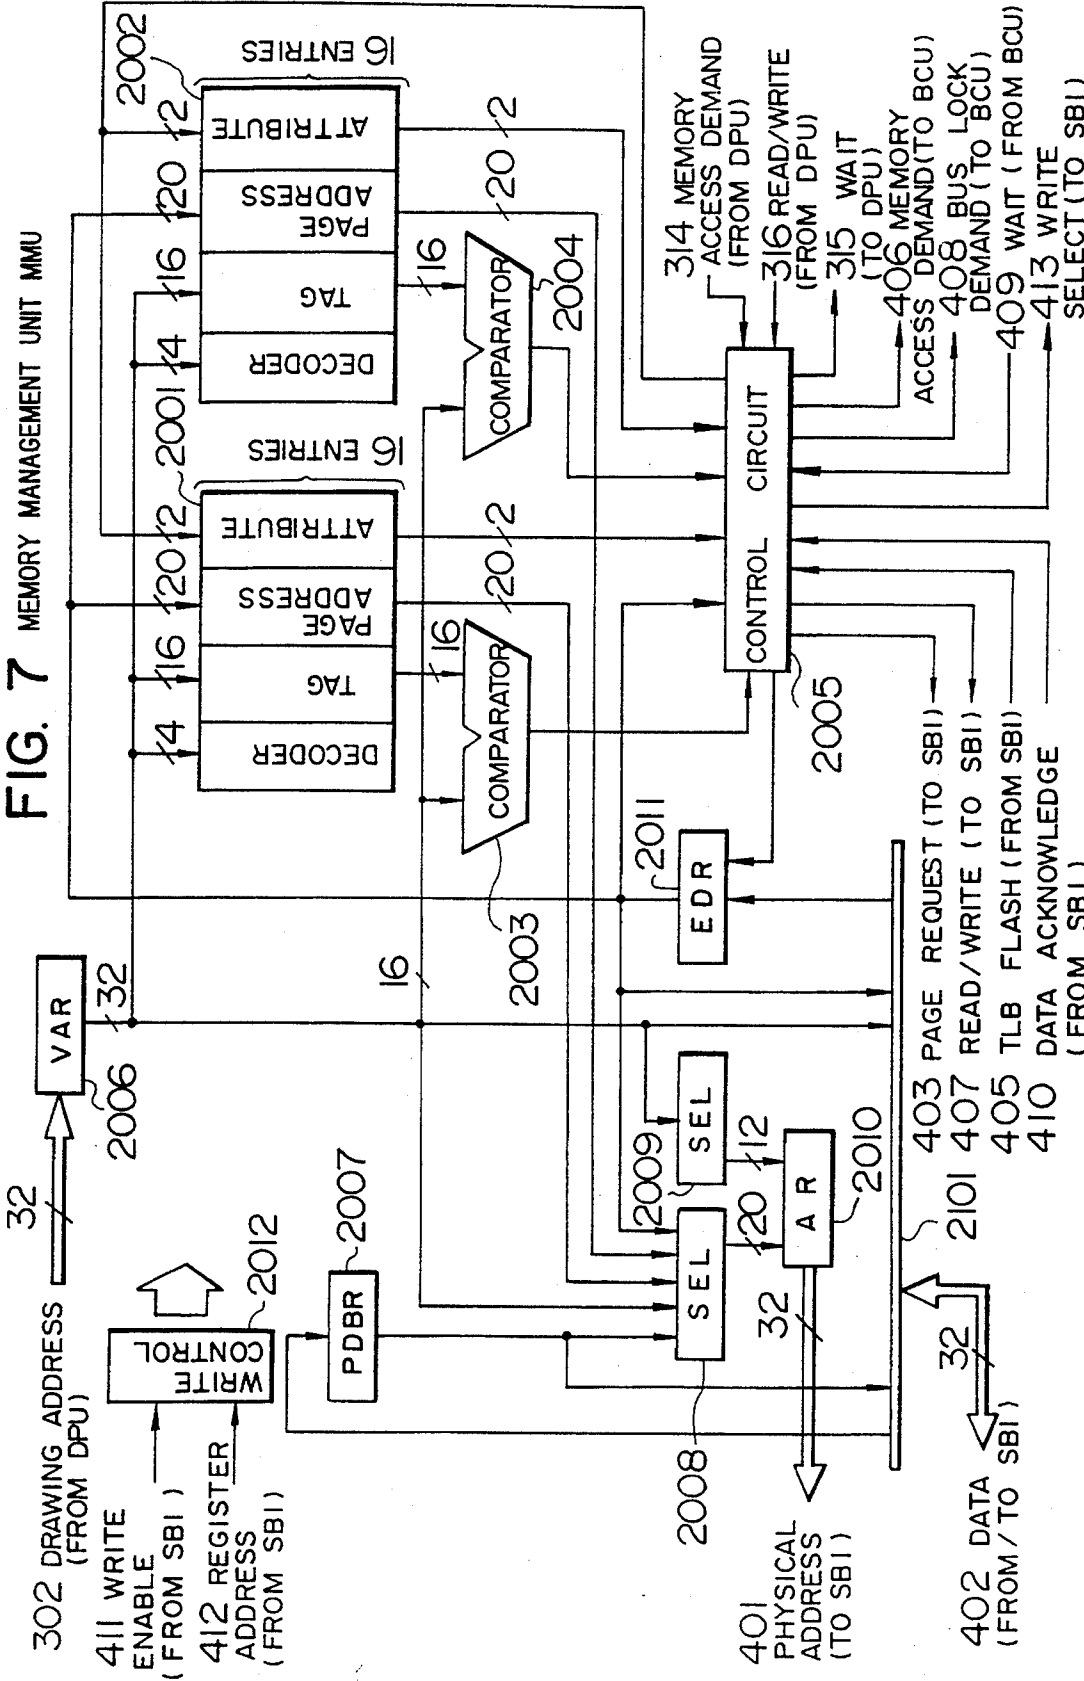 FIG. 7 MEMORY MANAGEMENT UNIT MMU
302 DRAWING ADDRESS
(FROM DPU)
32
VAR
2006
32
411 WRITE
ENABLE
(FROM SBI)
412 REGISTER
ADDRESS
(FROM SBI)
WRITE
CONTROL
2012
PDBR
2007
4
16
20
2
2001
DECODER
TAG
PAGE
ADDRESS
ATTRIBUTE
16 ENTRIES
4
16
20
2
2002
DECODER
TAG
PAGE
ADDRESS
ATTRIBUTE
16 ENTRIES
16
16
20
2
COMPARATOR
2003
16
20
2
COMPARATOR
2004
2008
SEL
20
2009
SEL
12
AR
2010
32
401
PHYSICAL
ADDRESS
(TO SBI)
EDR
2011
CONTROL CIRCUIT
2005
314 MEMORY
ACCESS DEMAND
(FROM DPU)
316 READ/WRITE
(FROM DPU)
315 WAIT
(TO DPU)
406 MEMORY
ACCESS DEMAND (TO BCU)
408 BUS LOCK
DEMAND (TO BCU)
409 WAIT (FROM BCU)
413 WRITE
SELECT (TO SBI)
403 PAGE REQUEST (TO SBI)
407 READ/WRITE (TO SBI)
405 TLB FLASH (FROM SBI)
410 DATA ACKNOWLEDGE
(FROM SBI)
2101
32
402 DATA
(FROM/TO SBI)